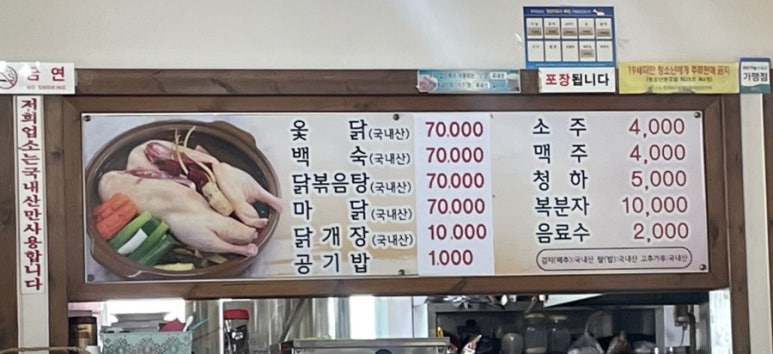 금연
NO SMOKING
저희업소는국내산만사용합니다
포장됩니다
19세미만 청소년에게 주류판매 금지
가맹점
옻 닭(국내산) 70.000
백 숙(국내산) 70.000
닭볶음탕(국내산) 70.000
마 닭(국내산) 70.000
닭개장(국내산) 10.000
공기밥 1.000
소 주 4,000
맥 주 4,000
청 하 5,000
복분자 10,000
음료수 2,000
김치(배추):국내산 쌀(밥):국내산 고추가루:국내산